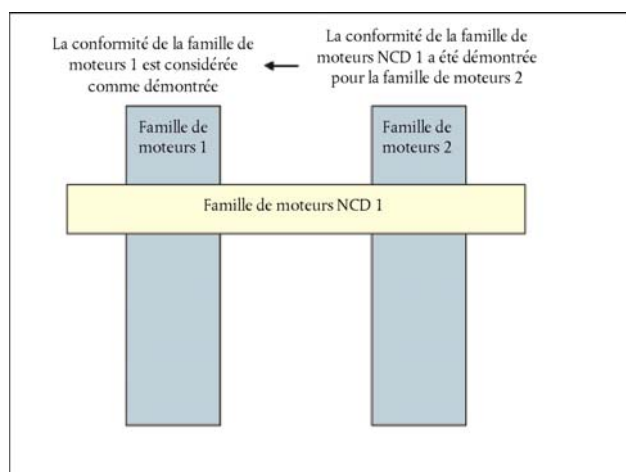 La conformité de la famille de
moteurs 1 est considérée
comme démontrée
La conformité de la famille de
moteurs NCD 1 a été démontrée
pour la famille de moteurs 2
Famille de
moteurs 1
Famille de
moteurs 2
Famille de moteurs NCD 1